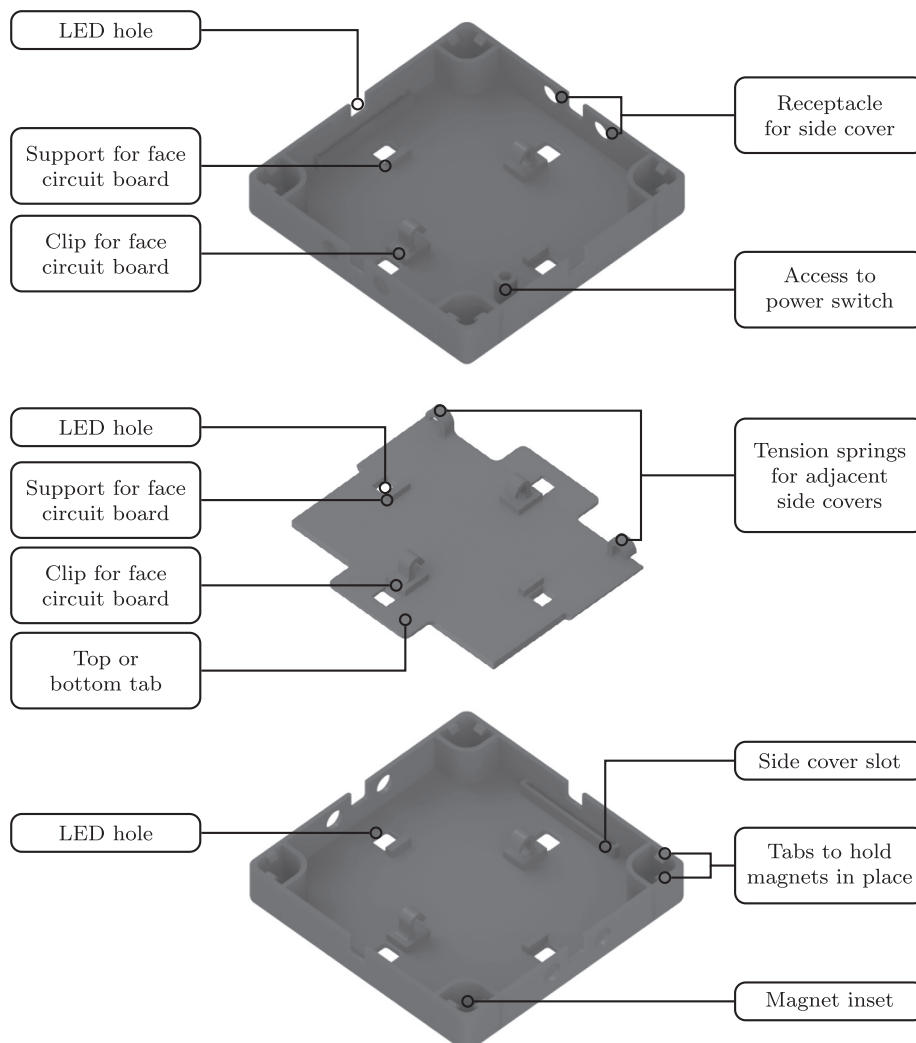 LED hole
Support for face
circuit board
Clip for face
circuit board
Receptacle
for side cover
Access to
power switch
LED hole
Support for face
circuit board
Clip for face
circuit board
Top or
bottom tab
Tension springs
for adjacent
side covers
LED hole
Side cover slot
Tabs to hold
magnets in place
Magnet inset